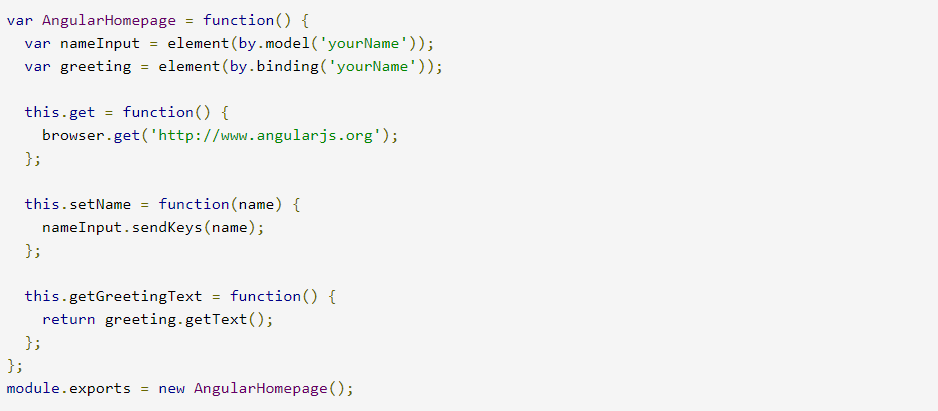 var AngularHomepage = function() {
  var nameInput = element(by.model('yourName'));
  var greeting = element(by.binding('yourName'));

  this.get = function() {
    browser.get('http://www.angularjs.org');
  };

  this.setName = function(name) {
    nameInput.sendKeys(name);
  };

  this.getGreetingText = function() {
    return greeting.getText();
  };
};
module.exports = new AngularHomepage();